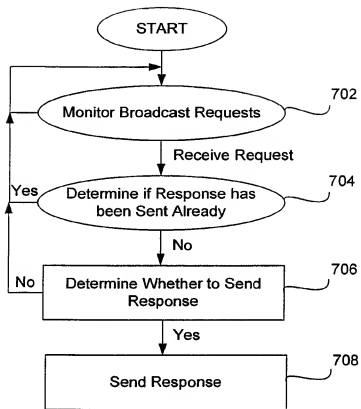 START
Monitor Broadcast Requests
702
Receive Request
Yes
Determine if Response has
been Sent Already
704
No
No
Determine Whether to Send
Response
706
Yes
Send Response
708